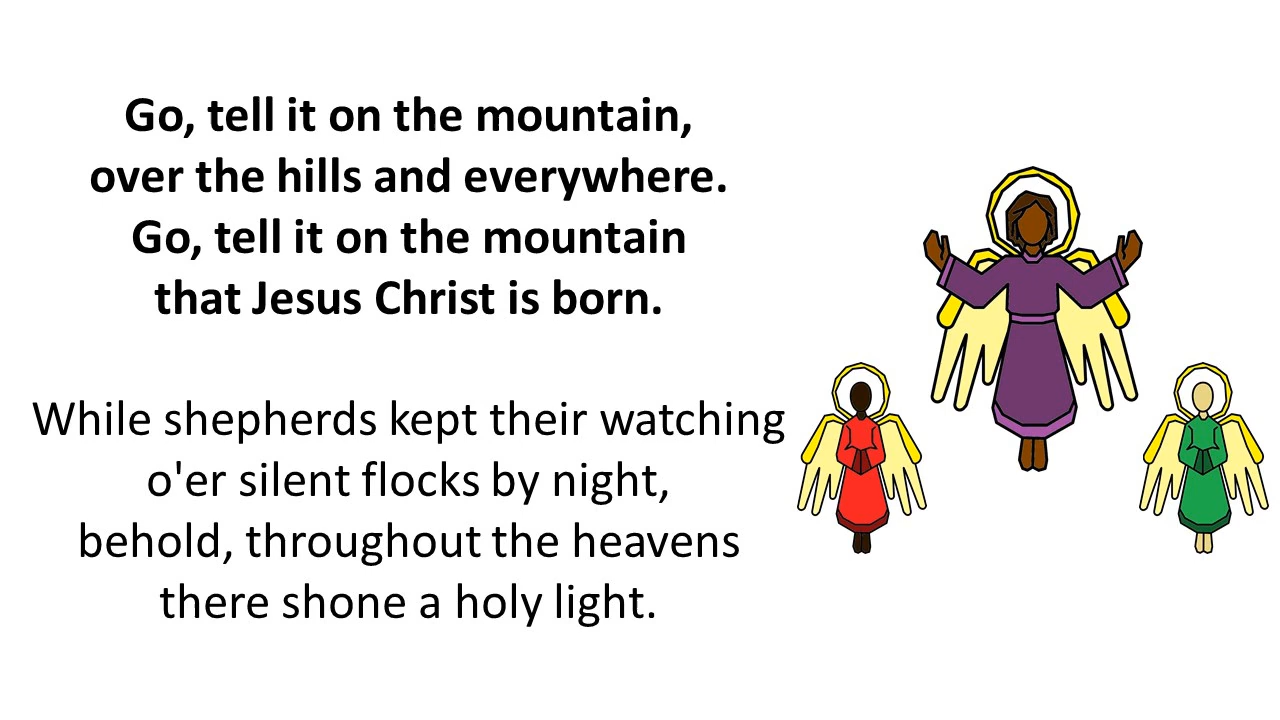 Go, tell it on the mountain,
over the hills and everywhere.
Go, tell it on the mountain
that Jesus Christ is born.
While shepherds kept their watching
o'er silent flocks by night,
behold, throughout the heavens
there shone a holy light.